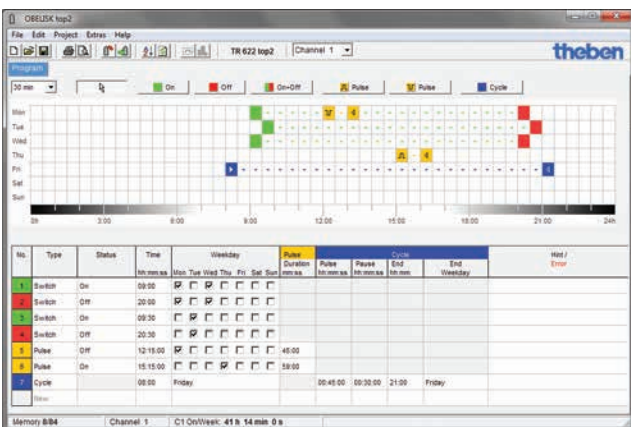 OBELISK top2
File Edit Project Extras Help
TR 622 top2 Channel 1
theben
Program
30 min On Off On+Off Pulse Pulse Cycle
Mon
Tue
Wed
Thu
Fri
Sat
Sun
0h 3:00 6:00 9:00 12:00 15:00 18:00 21:00 24h
No. Type Status Time Weekday Pulse Cycle Hint /
Duration Pulse Pause End End Error
hh:mm:ss Mon Tue Wed Thu Fri Sat Sun mm:ss hh:mm:ss hh:mm:ss hh:mm Weekday
1 Switch On 09:00
2 Switch Off 20:00
3 Switch On 09:30
4 Switch Off 20:30
5 Pulse Off 12:15:00 45:00
6 Pulse On 15:15:00 59:00
7 Cycle 08:00 Friday 00:45:00 00:30:00 21:00 Friday
New
Memory 8/84 Channel 1 C1 On/Week: 41 h 14 min 0 s